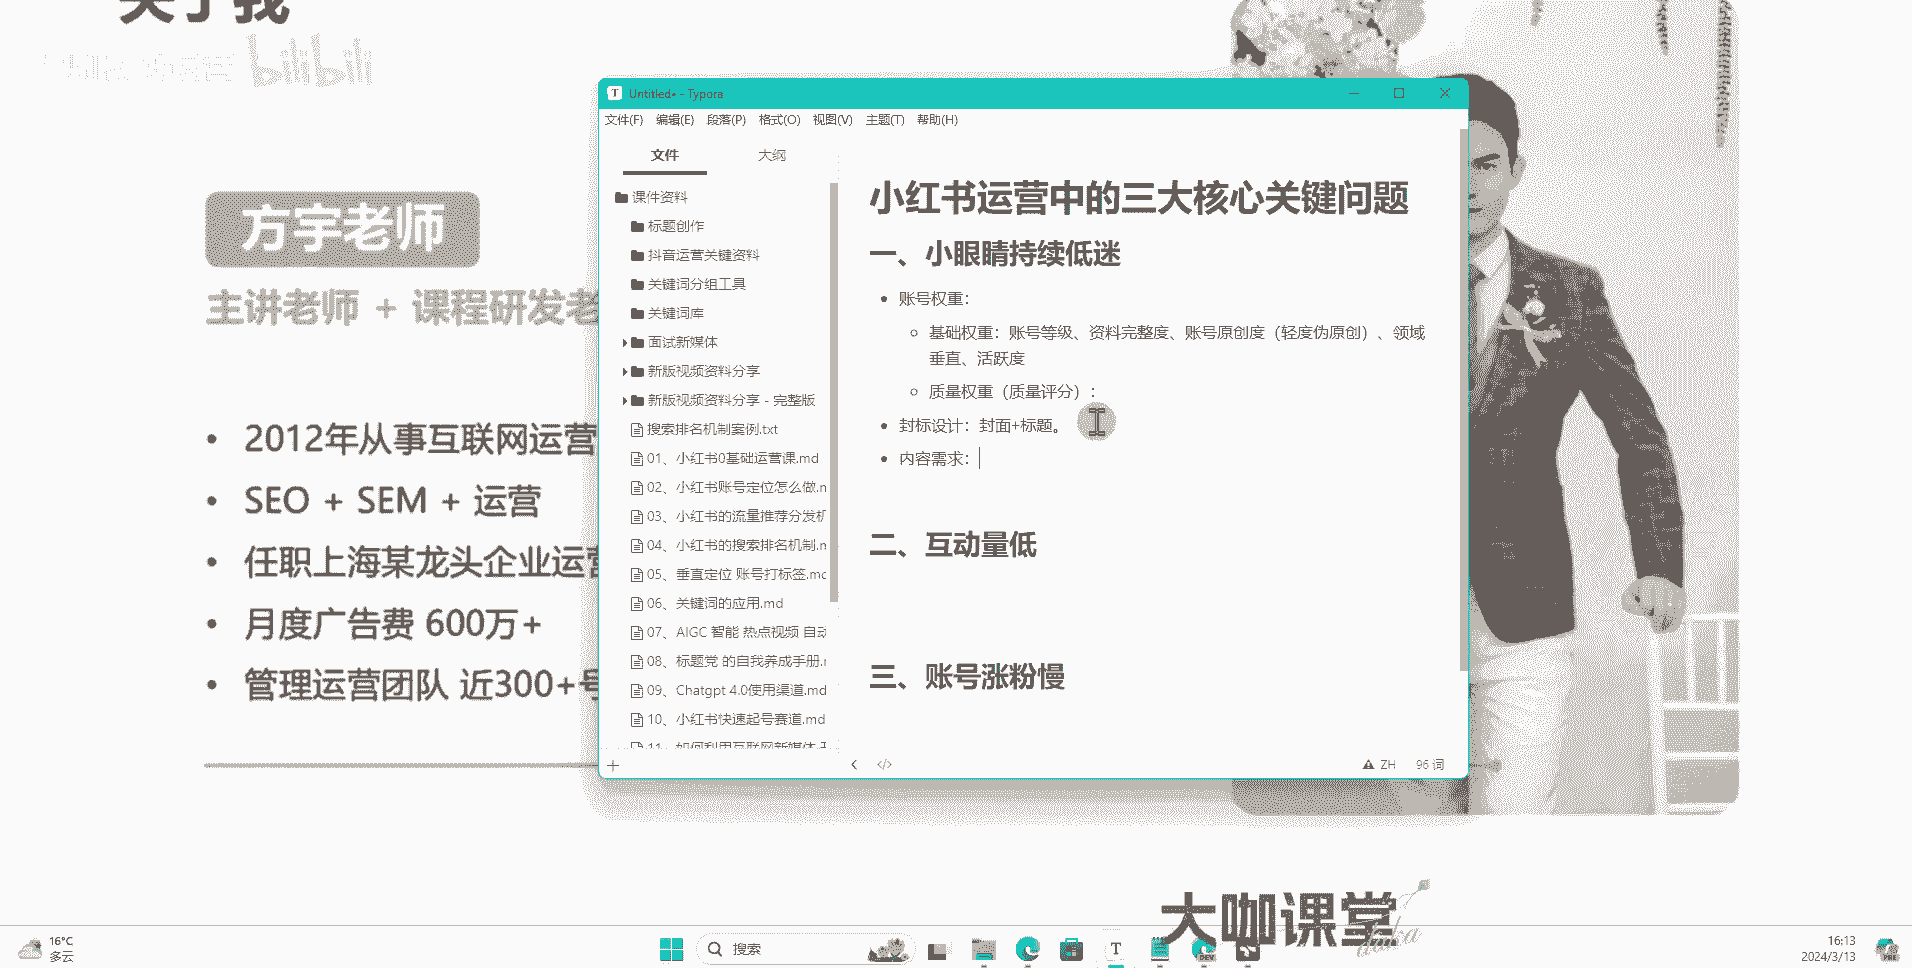 关于我
bilibili
方宇老师
主讲老师 + 课程研发老
• 2012年从事互联网运营
• SEO + SEM + 运营
• 任职上海某龙头企业运营
• 月度广告费 600万+
• 管理运营团队 近300+号
Untitled• - Typora
文件(F) 编辑(E) 段落(P) 格式(O) 视图(V) 主题(T) 帮助(H)
文件 大纲
课件资料
标题创作
抖音运营关键资料
关键词分组工具
关键词库
面试新媒体
新版视频资料分享
新版视频资料分享 - 完整版
搜索排名机制案例.txt
01、小红书0基础运营课.md
02、小红书账号定位怎么做.m
03、小红书的流量推荐分发机
04、小红书的搜索排名机制.m
05、垂直定位 账号打标签.md
06、关键词的应用.md
07、AIGC 智能 热点视频 自动
08、标题党 的自我养成手册.m
09、Chatgpt 4.0使用渠道.md
10、小红书快速起号赛道.md
11、如何利用互联网新媒体
小红书运营中的三大核心关键问题
一、小眼睛持续低迷
• 账号权重：
○ 基础权重：账号等级、资料完整度、账号原创度（轻度伪原创）、领域
垂直、活跃度
○ 质量权重（质量评分）：
• 封标设计：封面+标题。
• 内容需求：
二、互动量低
三、账号涨粉慢
ZH 96 词
大咖课堂
daka
16°C
多云
搜索
T
DEV
16:13
2024/3/13
PRE